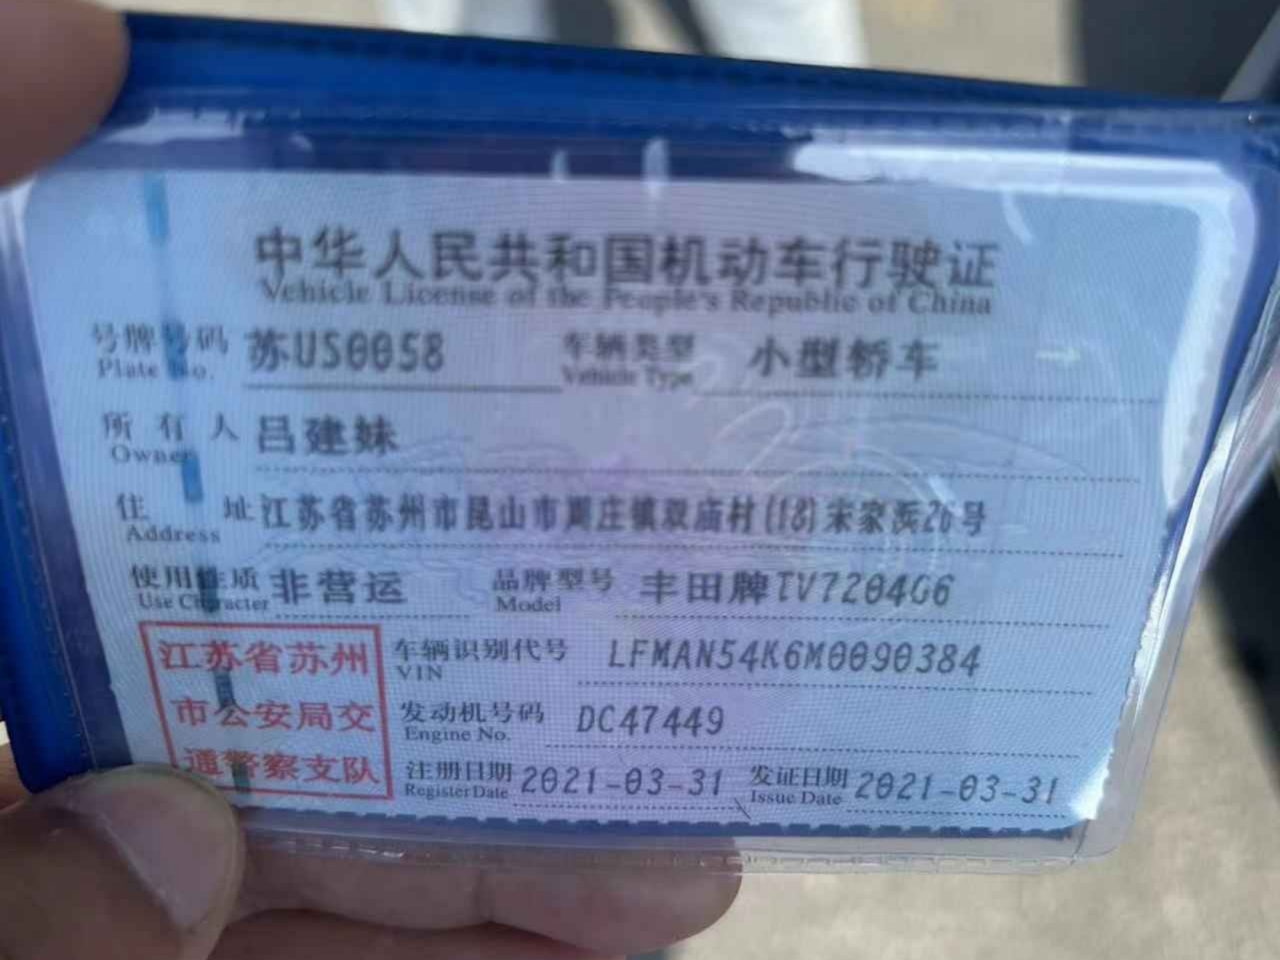 中华人民共和国机动车行驶证
Vehicle License of the People's Republic of China
号牌号码 苏US0058 车辆类型 小型轿车
Plate No. Vehicle Type
所有人 吕建妹
Owner
住址 江苏省苏州市昆山市周庄镇双庙村(18)宋家浜26号
Address
使用性质 非营运 品牌型号 丰田牌TV7204G6
Use Character Model
江苏省苏州 车辆识别代号 LFMAN54K6M0090384
VIN
市公安局交 发动机号码 DC47449
Engine No.
通警察支队 注册日期 2021-03-31 发证日期 2021-03-31
Register Date Issue Date